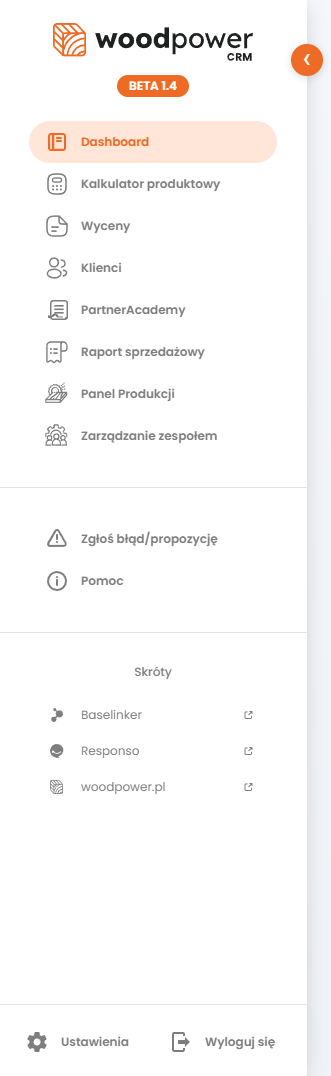 woodpower
CRM
BETA 1.4
Dashboard
Kalkulator produktowy
Wyceny
Klienci
PartnerAcademy
Raport sprzedażowy
Panel Produkcji
Zarządzanie zespołem
Zgłoś błąd/propozycję
Pomoc
Skróty
Baselinker
Responso
woodpower.pl
Ustawienia
Wyloguj się